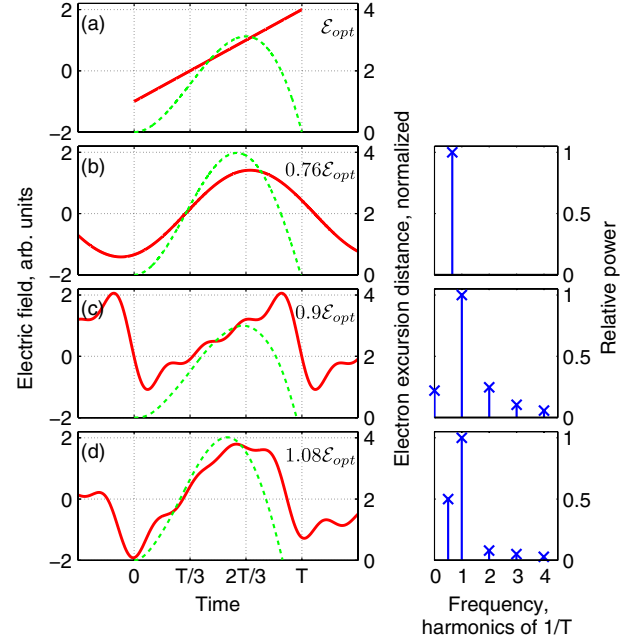 (a)
ℰopt
2
0
−2
4
2
0
(b)
0.76ℰopt
2
0
−2
4
2
0
1
0.5
0
(c)
0.9ℰopt
2
0
−2
4
2
0
1
0.5
0
(d)
1.08ℰopt
2
0
−2
4
2
0
1
0.5
0
0 T/3 2T/3 T
Time
0 1 2 3 4
Frequency,
harmonics of 1/T
Electric field, arb. units
Electron excursion distance, normalized
Relative power